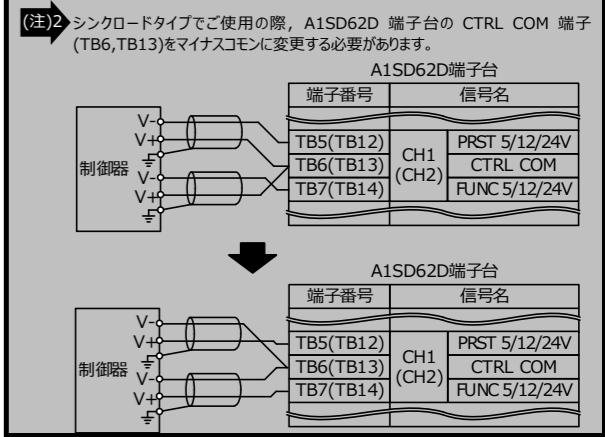 (注)2 シンクロードタイプでご使用の際, A1SD62D 端子台の CTRL COM 端子
(TB6,TB13)をマイナスコモンに変更する必要があります。
A1SD62D端子台
端子番号 信号名
V-
V+
制御器
V-
V+
TB5(TB12) CH1 (CH2) PRST 5/12/24V
TB6(TB13) CTRL COM
TB7(TB14) FUNC 5/12/24V
A1SD62D端子台
端子番号 信号名
V-
V+
制御器
V-
V+
TB5(TB12) CH1 (CH2) PRST 5/12/24V
TB6(TB13) CTRL COM
TB7(TB14) FUNC 5/12/24V